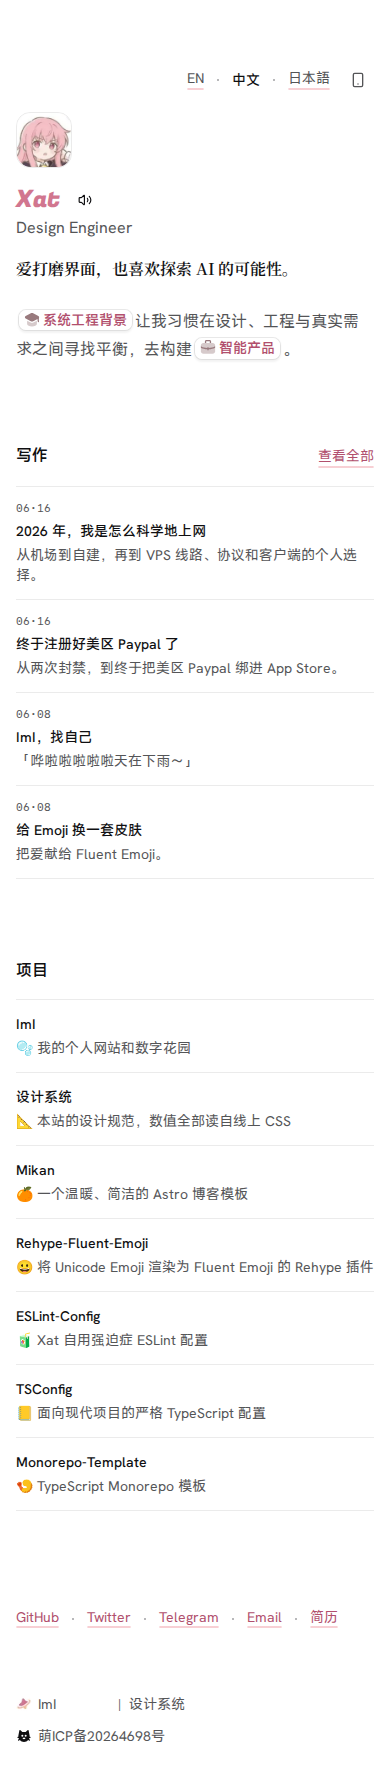 EN · 中文 · 日本語
Xat
Design Engineer
爱打磨界面，也喜欢探索 AI 的可能性。
系统工程背景 让我习惯在设计、工程与真实需
求之间寻找平衡，去构建 智能产品 。
写作 查看全部
06·16
2026 年，我是怎么科学地上网
从机场到自建，再到 VPS 线路、协议和客户端的个人选
择。
06·16
终于注册好美区 Paypal 了
从两次封禁，到终于把美区 Paypal 绑进 App Store。
06·08
Iml，找自己
「哗啦啦啦啦啦天在下雨～」
06·08
给 Emoji 换一套皮肤
把爱献给 Fluent Emoji。
项目
Iml
🫧 我的个人网站和数字花园
设计系统
📐 本站的设计规范，数值全部读自线上 CSS
Mikan
🍊 一个温暖、简洁的 Astro 博客模板
Rehype-Fluent-Emoji
😀 将 Unicode Emoji 渲染为 Fluent Emoji 的 Rehype 插件
ESLint-Config
🧃 Xat 自用强迫症 ESLint 配置
TSConfig
📒 面向现代项目的严格 TypeScript 配置
Monorepo-Template
🍤 TypeScript Monorepo 模板
GitHub · Twitter · Telegram · Email · 简历
Iml | 设计系统
萌ICP备20264698号